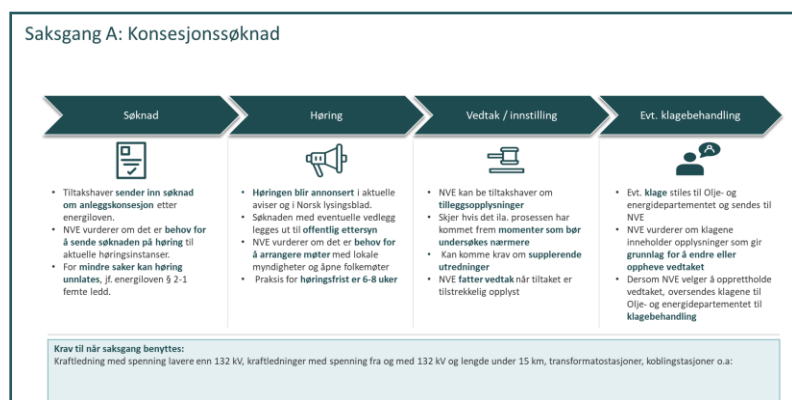 Saksgang A: Konsesjonssøknad
Søknad
Høring
Vedtak / innstilling
Evt. klagebehandling
• Tiltakshaver sender inn søknad
om anleggskonsesjon etter
energiloven.
• NVE vurderer om det er behov for
å sende søknaden på høring til
aktuelle høringsinstanser.
• For mindre saker kan høring
unnlates, jf. energiloven § 2-1
femte ledd.
• Høringen blir annonsert i aktuelle
aviser og i Norsk lysingsblad.
• Søknaden med eventuelle vedlegg
legges ut til offentlig ettersyn
• NVE vurderer om det er behov for
å arrangere møter med lokale
myndigheter og åpne folkemøter
• Praksis for høringsfrist er 6-8 uker
• NVE kan be tiltakshaver om
tilleggsopplysninger
• Skjer hvis det ila. prosessen har
kommet frem momenter som bør
undersøkes nærmere
• Kan komme krav om supplerende
utredninger
• NVE fatter vedtak når tiltaket er
tilstrekkelig opplyst
• Evt. klage stiles til Olje- og
energidepartementet og sendes til
NVE
• NVE vurderer om klagene
inneholder opplysninger som gir
grunnlag for å endre eller
oppheve vedtaket
• Dersom NVE velger å opprettholde
vedtaket, oversendes klagene til
Olje- og energidepartementet til
klagebehandling
Krav til når saksgang benyttes:
Kraftledning med spenning lavere enn 132 kV, kraftledninger med spenning fra og med 132 kV og lengde under 15 km, transformatostasjoner, koblingstasjoner o.a: